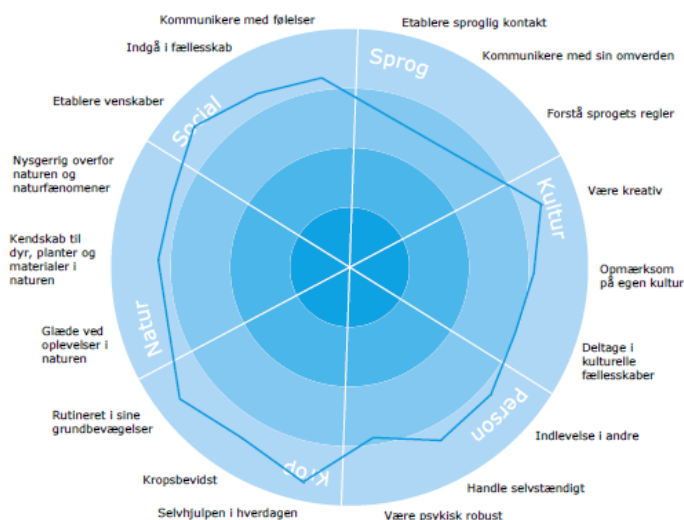 Kommunikere med følelser
Etablere sproglig kontakt
Indgå i fællesskab
Kommunikere med sin omverden
Sprog
Etablere venskaber
Social
Forstå sprogets regler
Nysgerrig overfor
naturen og
naturfænomener
Være kreativ
Kultur
Kendskab til
dyr, planter og
materialer i
naturen
Opmærksom
på egen kultur
Natur
Glæde ved
oplevelser i
naturen
Deltage i
kulturelle
fællesskaber
Person
Rutineret i sine
grundbevægelser
Indlevelse i andre
Krop
Kropsbevidst
Handle selvstændigt
Selvhjulpen i hverdagen
Være psykisk robust